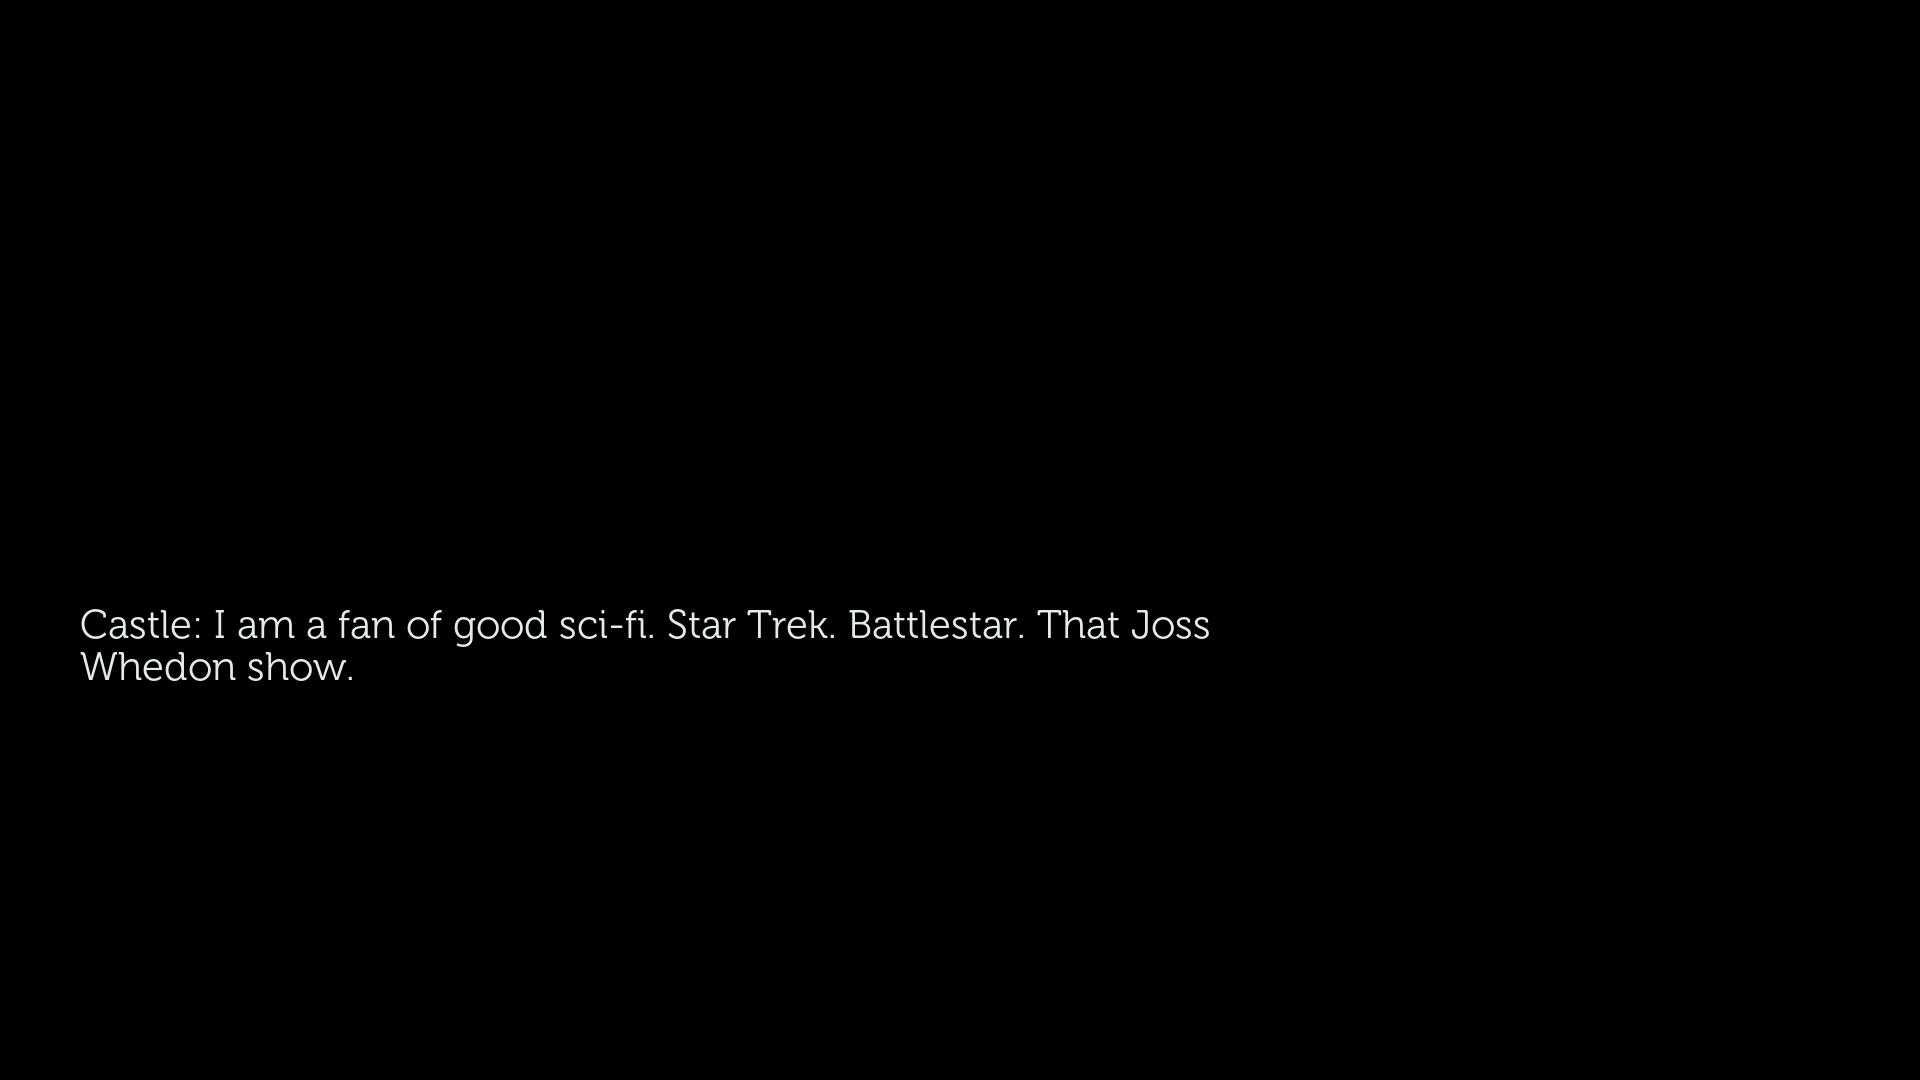 Castle: I am a fan of good sci-fi. Star Trek. Battlestar. That Joss
Whedon show.